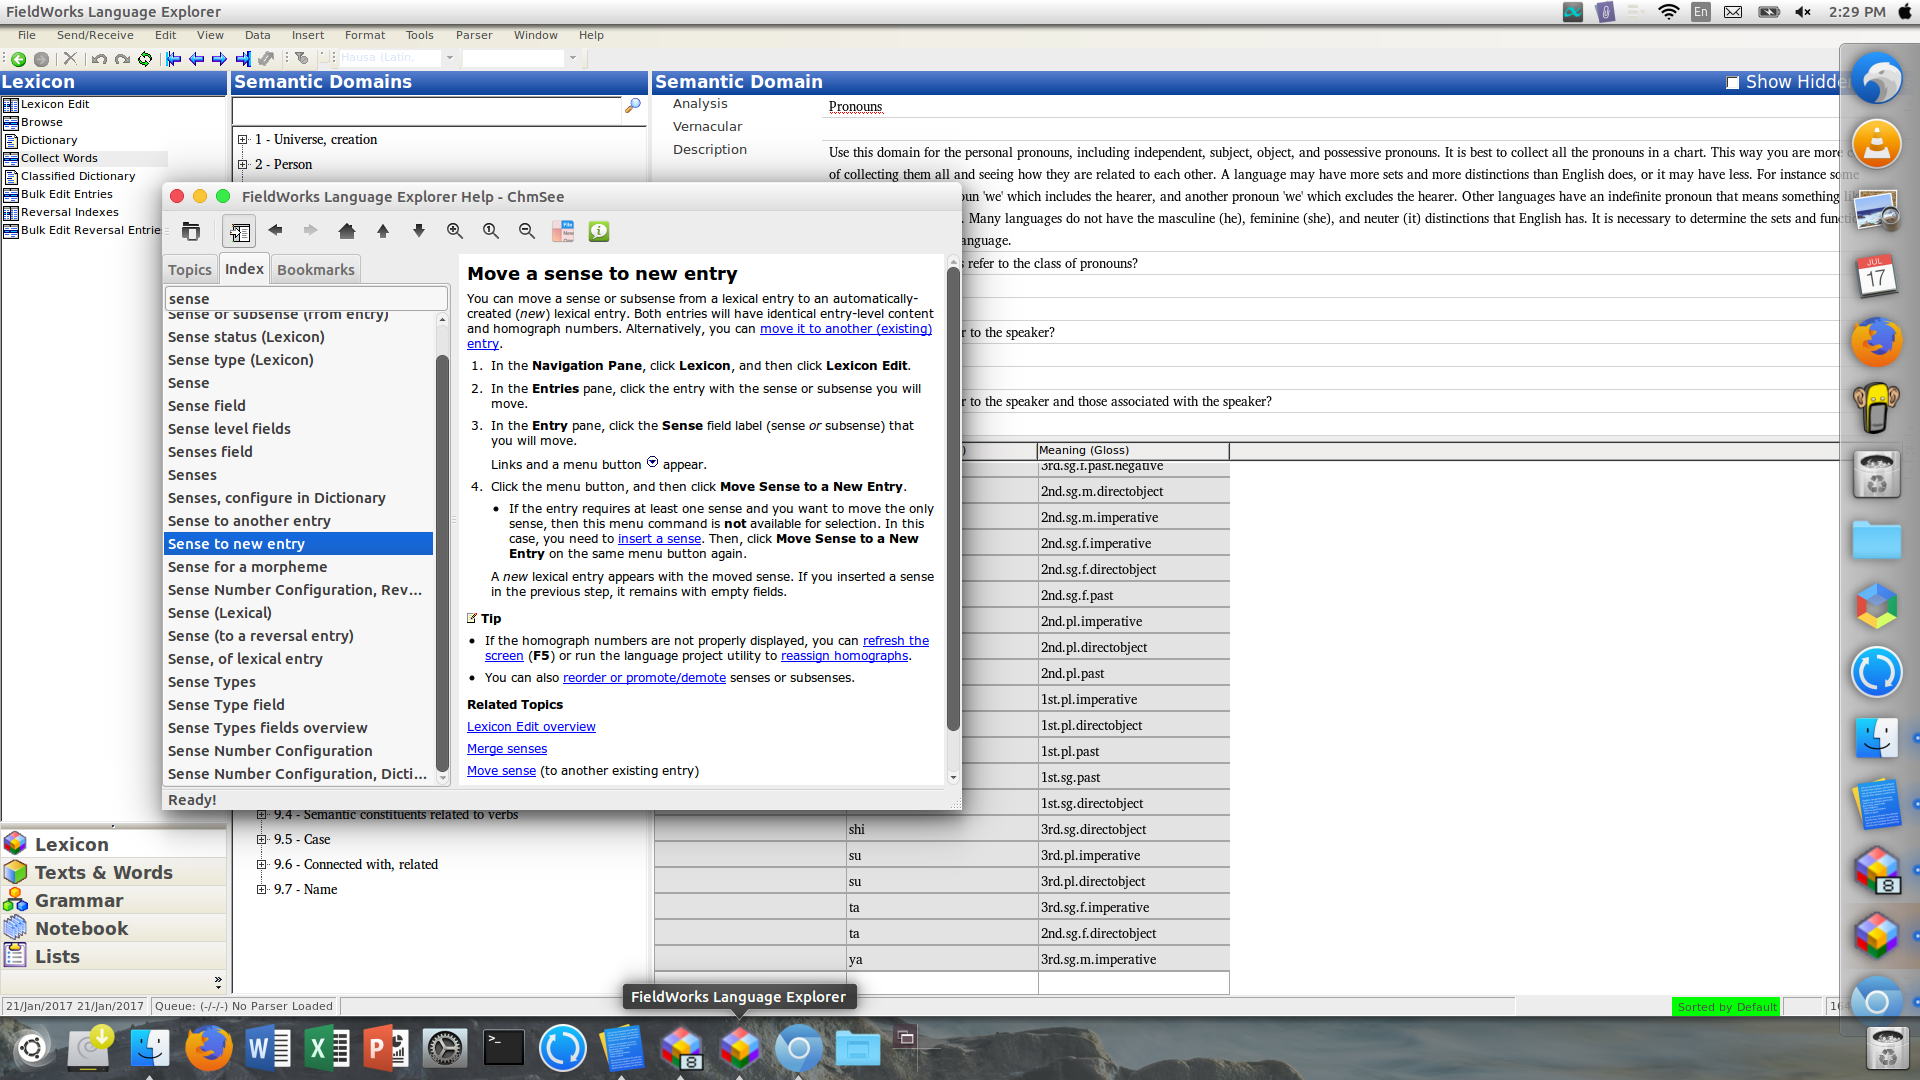 FieldWorks Language Explorer
En
2:29 PM
File Send/Receive Edit View Data Insert Format Tools Parser Window Help
Hausa (Latin,
Lexicon
Lexicon Edit
Browse
Dictionary
Collect Words
Classified Dictionary
Bulk Edit Entries
Reversal Indexes
Bulk Edit Reversal Entrie
Semantic Domains
1 - Universe, creation
2 - Person
Semantic Domain
Show Hidde
Analysis
Pronouns
Vernacular
Description
Use this domain for the personal pronouns, including independent, subject, object, and possessive pronouns. It is best to collect all the pronouns in a chart. This way you are more
of collecting them all and seeing how they are related to each other. A language may have more sets and more distinctions than English does, or it may have less. For instance some
oun 'we' which includes the hearer, and another pronoun 'we' which excludes the hearer. Other languages have an indefinite pronoun that means something
. Many languages do not have the masculine (he), feminine (she), and neuter (it) distinctions that English has. It is necessary to determine the sets and
anguage.
s refer to the class of pronouns?
r to the speaker?
r to the speaker and those associated with the speaker?
FieldWorks Language Explorer Help - ChmSee
Topics Index Bookmarks
sense
Sense or subsense (from entry)
Sense status (Lexicon)
Sense type (Lexicon)
Sense
Sense field
Sense level fields
Senses field
Senses
Senses, configure in Dictionary
Sense to another entry
Sense to new entry
Sense for a morpheme
Sense Number Configuration, Rev...
Sense (Lexical)
Sense (to a reversal entry)
Sense, of lexical entry
Sense Types
Sense Type field
Sense Types fields overview
Sense Number Configuration
Sense Number Configuration, Dicti...
Ready!
Move a sense to new entry
You can move a sense or subsense from a lexical entry to an automatically-
created (new) lexical entry. Both entries will have identical entry-level content
and homograph numbers. Alternatively, you can move it to another (existing)
entry.
1. In the Navigation Pane, click Lexicon, and then click Lexicon Edit.
2. In the Entries pane, click the entry with the sense or subsense you will
move.
3. In the Entry pane, click the Sense field label (sense or subsense) that
you will move.
Links and a menu button appear.
4. Click the menu button, and then click Move Sense to a New Entry.
• If the entry requires at least one sense and you want to move the only
sense, then this menu command is not available for selection. In this
case, you need to insert a sense. Then, click Move Sense to a New
Entry on the same menu button again.
A new lexical entry appears with the moved sense. If you inserted a sense
in the previous step, it remains with empty fields.
Tip
• If the homograph numbers are not properly displayed, you can refresh the
screen (F5) or run the language project utility to reassign homographs.
• You can also reorder or promote/demote senses or subsenses.
Related Topics
Lexicon Edit overview
Merge senses
Move sense (to another existing entry)
) Meaning (Gloss)
3rd.sg.f.past.negative
2nd.sg.m.directobject
2nd.sg.m.imperative
2nd.sg.f.imperative
2nd.sg.f.directobject
2nd.sg.f.past
2nd.pl.imperative
2nd.pl.directobject
2nd.pl.past
1st.pl.imperative
1st.pl.directobject
1st.pl.past
1st.sg.past
1st.sg.directobject
shi 3rd.sg.directobject
su 3rd.pl.imperative
su 3rd.pl.directobject
ta 3rd.sg.f.imperative
ta 2nd.sg.f.directobject
ya 3rd.sg.m.imperative
9.4 - Semantic constituents related to verbs
9.5 - Case
9.6 - Connected with, related
9.7 - Name
Lexicon
Texts & Words
Grammar
Notebook
Lists
21/Jan/2017 21/Jan/2017 Queue: (-/-/-) No Parser Loaded
Sorted by Default
16
FieldWorks Language Explorer
JUL
17
8
8